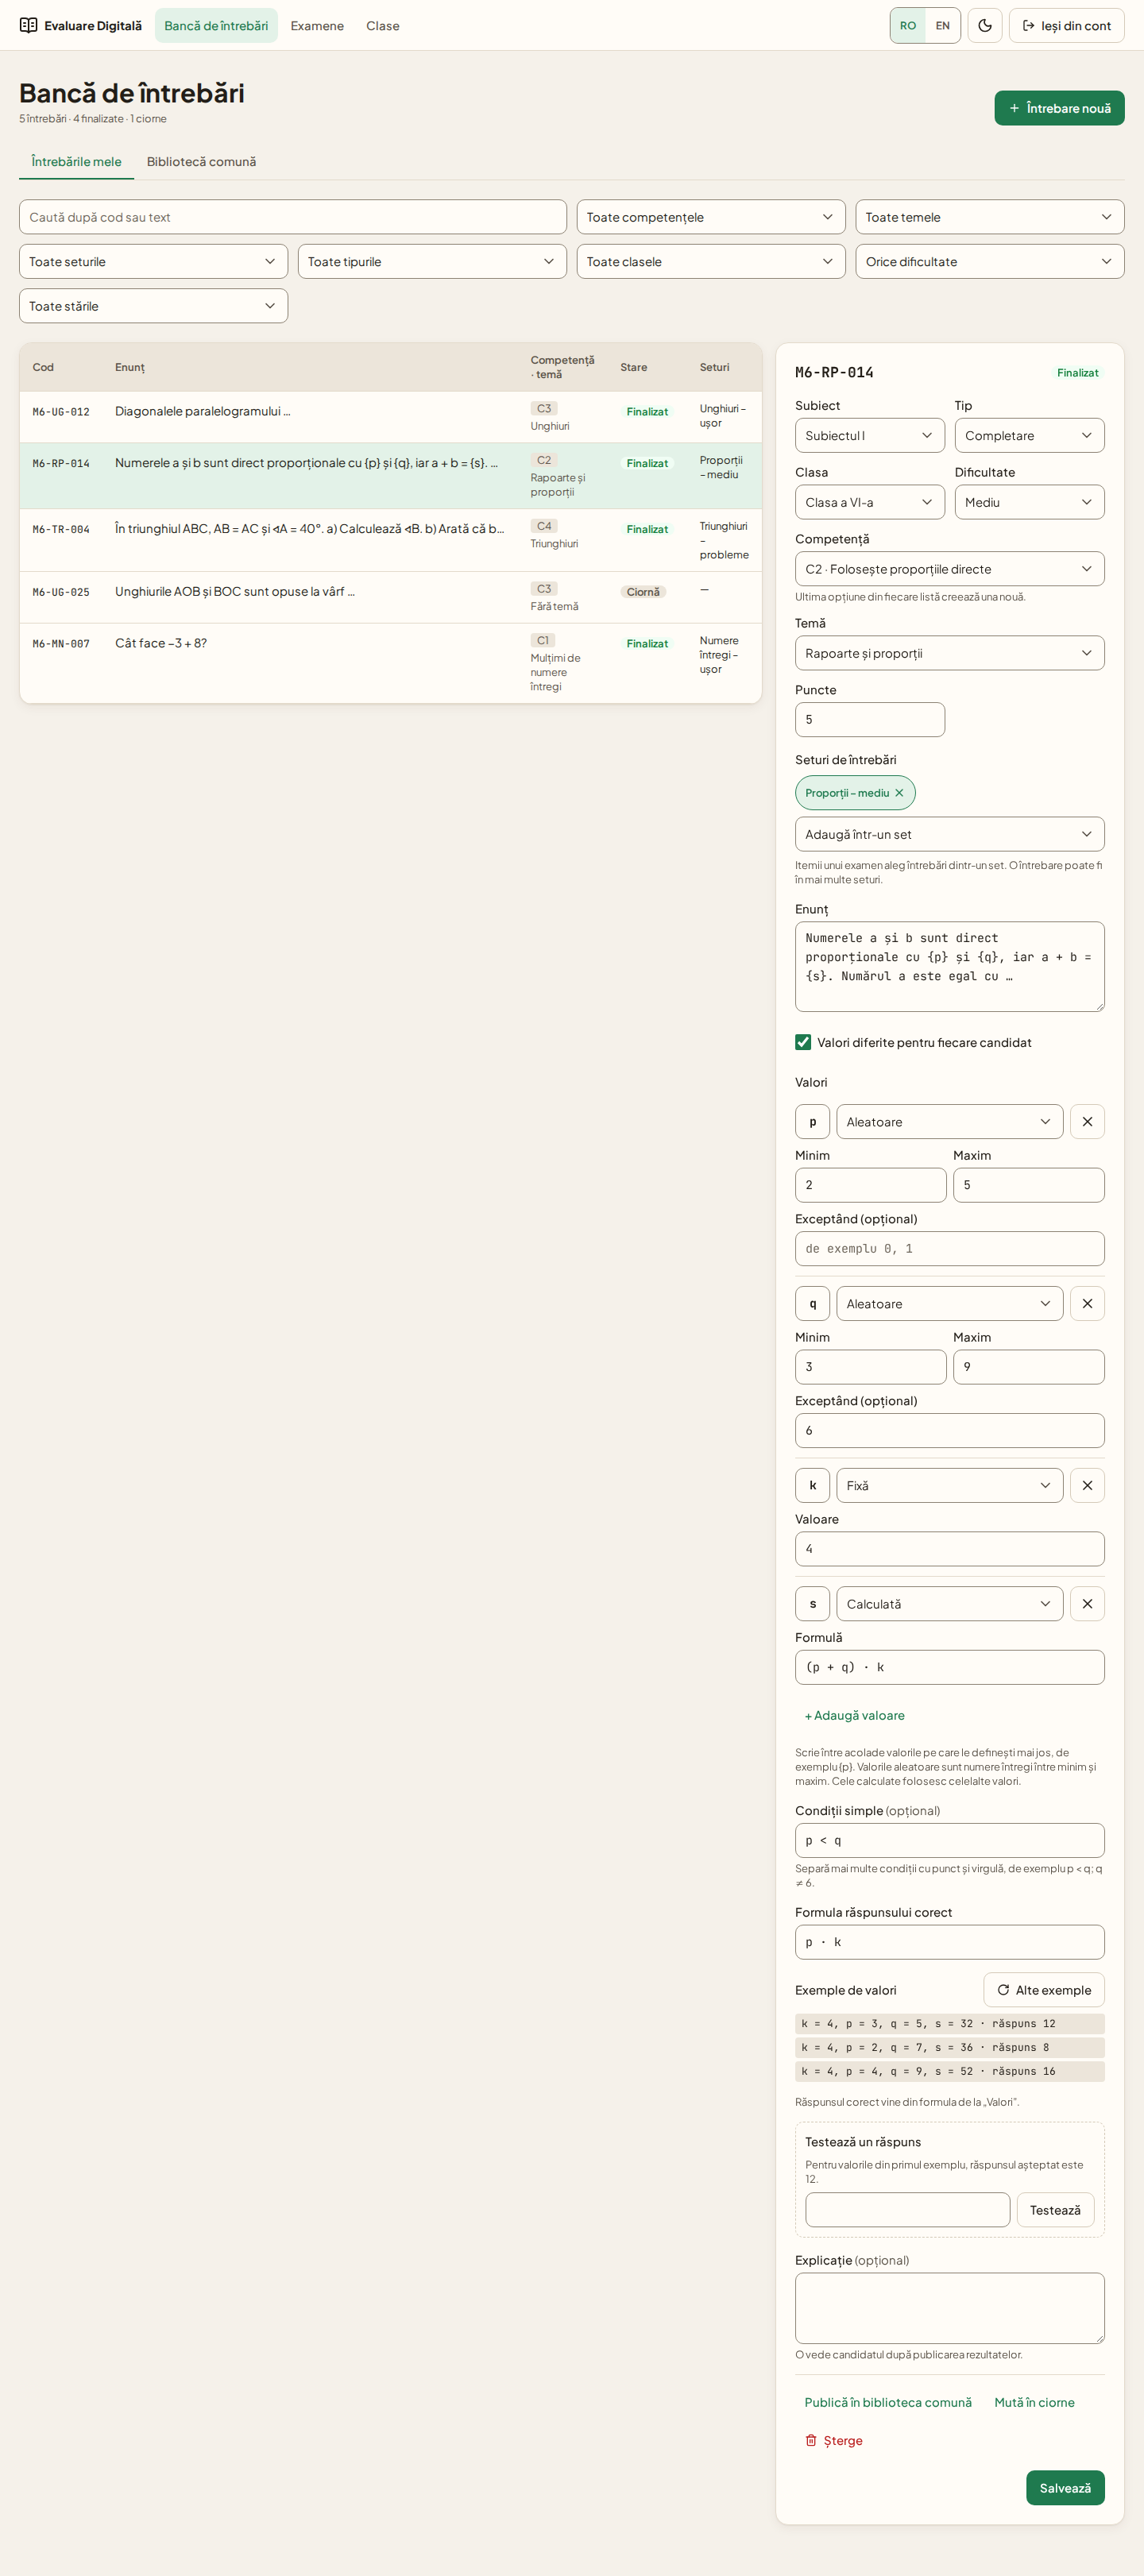 Evaluare Digitală
Bancă de întrebări
Examene
Clase
RO
EN
Ieși din cont
Bancă de întrebări
5 întrebări · 4 finalizate · 1 ciorne
+ Întrebare nouă
Întrebările mele
Bibliotecă comună
Caută după cod sau text
Toate competențele
Toate temele
Toate seturile
Toate tipurile
Toate clasele
Orice dificultate
Toate stările
Cod
Enunț
Competență
· temă
Stare
Seturi
M6-UG-012
Diagonalele paralelogramului …
C3
Unghiuri
Finalizat
Unghiuri –
ușor
M6-RP-014
Numerele a și b sunt direct proporționale cu {p} și {q}, iar a + b = {s}. …
C2
Rapoarte și
proporții
Finalizat
Proporții
– mediu
M6-TR-004
În triunghiul ABC, AB = AC și ∢A = 40°. a) Calculează ∢B. b) Arată că b…
C4
Triunghiuri
Finalizat
Triunghiuri
–
probleme
M6-UG-025
Unghiurile AOB și BOC sunt opuse la vârf …
C3
Fără temă
Ciornă
—
M6-MN-007
Cât face −3 + 8?
C1
Mulțimi de
numere
întregi
Finalizat
Numere
întregi –
ușor
M6-RP-014
Finalizat
Subiect
Tip
Subiectul I
Completare
Clasa
Dificultate
Clasa a VI-a
Mediu
Competență
C2 · Folosește proporțiile directe
Ultima opțiune din fiecare listă creează una nouă.
Temă
Rapoarte și proporții
Puncte
5
Seturi de întrebări
Proporții – mediu
Adaugă într-un set
Itemii unui examen aleg întrebări dintr-un set. O întrebare poate fi
în mai multe seturi.
Enunț
Numerele a și b sunt direct
proporționale cu {p} și {q}, iar a + b =
{s}. Numărul a este egal cu …
Valori diferite pentru fiecare candidat
Valori
p
Aleatoare
Minim
Maxim
2
5
Exceptând (opțional)
de exemplu 0, 1
q
Aleatoare
Minim
Maxim
3
9
Exceptând (opțional)
6
k
Fixă
Valoare
4
s
Calculată
Formulă
(p + q) · k
+ Adaugă valoare
Scrie între acolade valorile pe care le definești mai jos, de
exemplu {p}. Valorile aleatoare sunt numere întregi între minim și
maxim. Cele calculate folosesc celelalte valori.
Condiții simple (opțional)
p < q
Separă mai multe condiții cu punct și virgulă, de exemplu p < q; q
≠ 6.
Formula răspunsului corect
p · k
Exemple de valori
Alte exemple
k = 4, p = 3, q = 5, s = 32 · răspuns 12
k = 4, p = 2, q = 7, s = 36 · răspuns 8
k = 4, p = 4, q = 9, s = 52 · răspuns 16
Răspunsul corect vine din formula de la „Valori”.
Testează un răspuns
Pentru valorile din primul exemplu, răspunsul așteptat este
12.
Testează
Explicație (opțional)
O vede candidatul după publicarea rezultatelor.
Publică în biblioteca comună
Mută în ciorne
Șterge
Salvează